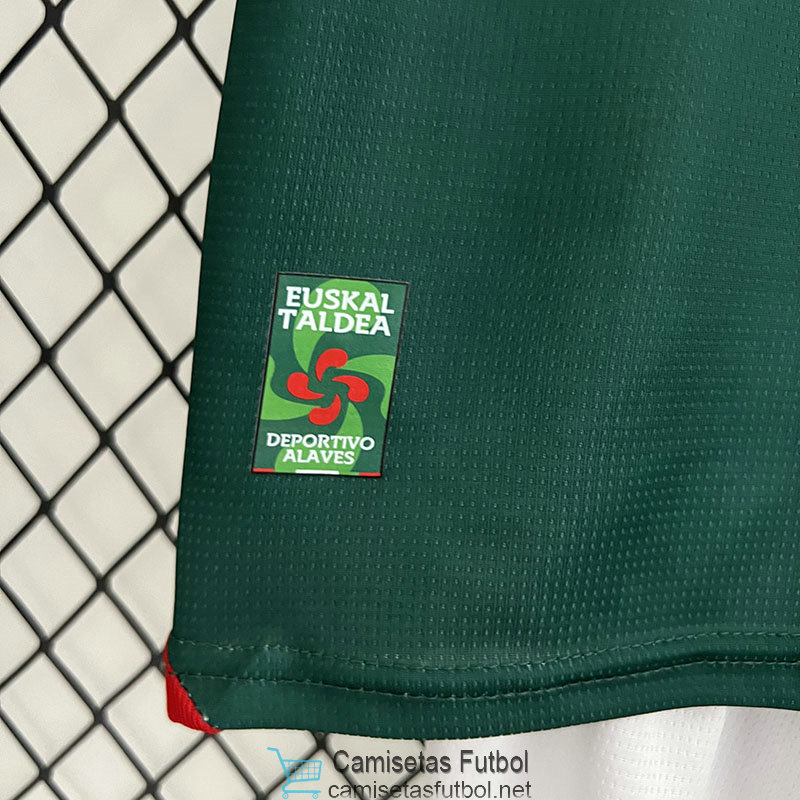 EUSKAL
TALDEA
DEPORTIVO
ALAVES
Camisetas Futbol
camisetasfutbol.net